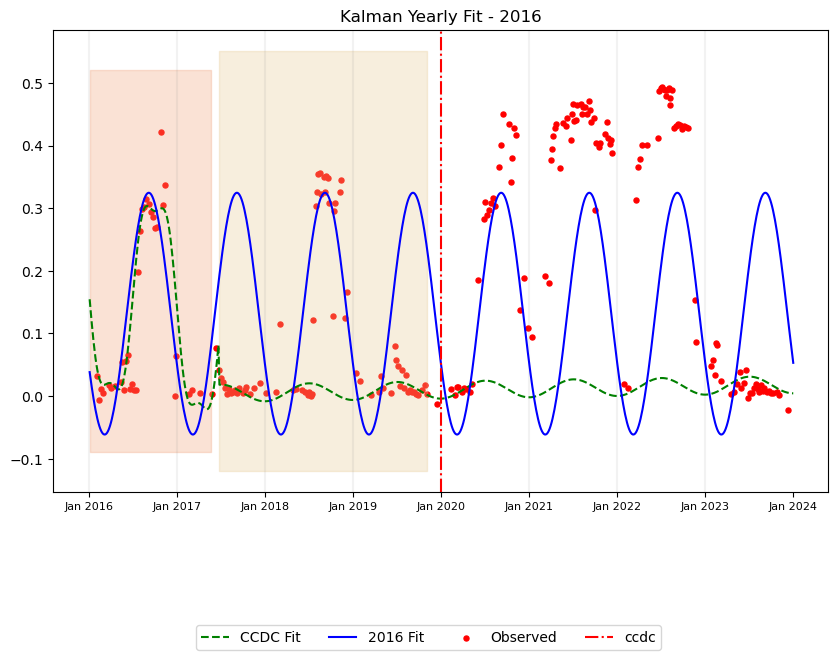 Kalman Yearly Fit - 2016
0.5
0.4
0.3
0.2
0.1
0.0
−0.1
Jan 2016 Jan 2017 Jan 2018 Jan 2019 Jan 2020 Jan 2021 Jan 2022 Jan 2023 Jan 2024
CCDC Fit 2016 Fit Observed ccdc